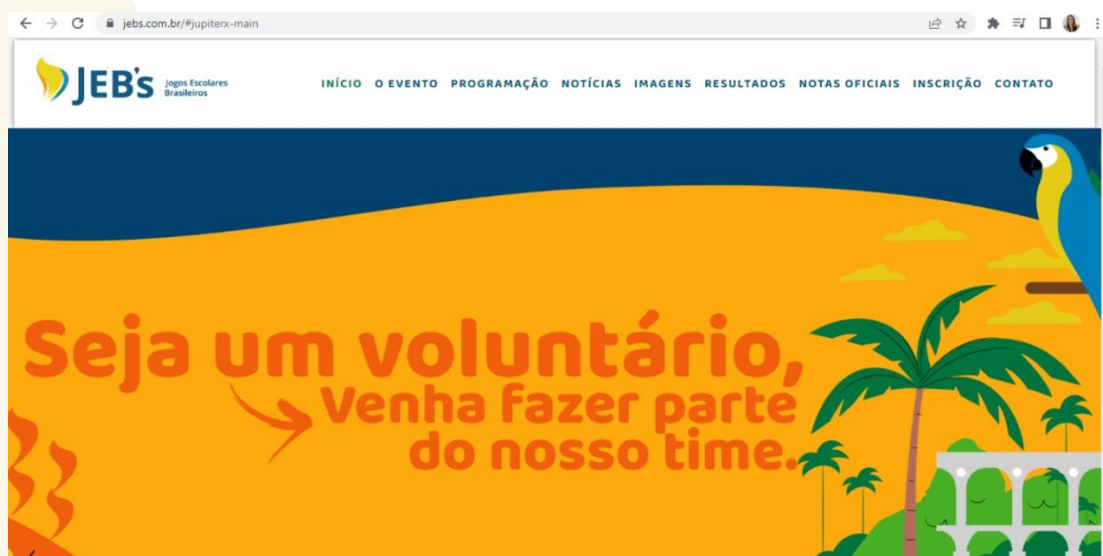 jebs.com.br/#jupiterx-main
JEB's Jogos Escolares
Brasileiros
INÍCIO O EVENTO PROGRAMAÇÃO NOTÍCIAS IMAGENS RESULTADOS NOTAS OFICIAIS INSCRIÇÃO CONTATO
Seja um voluntário,
Venha fazer parte
do nosso time.